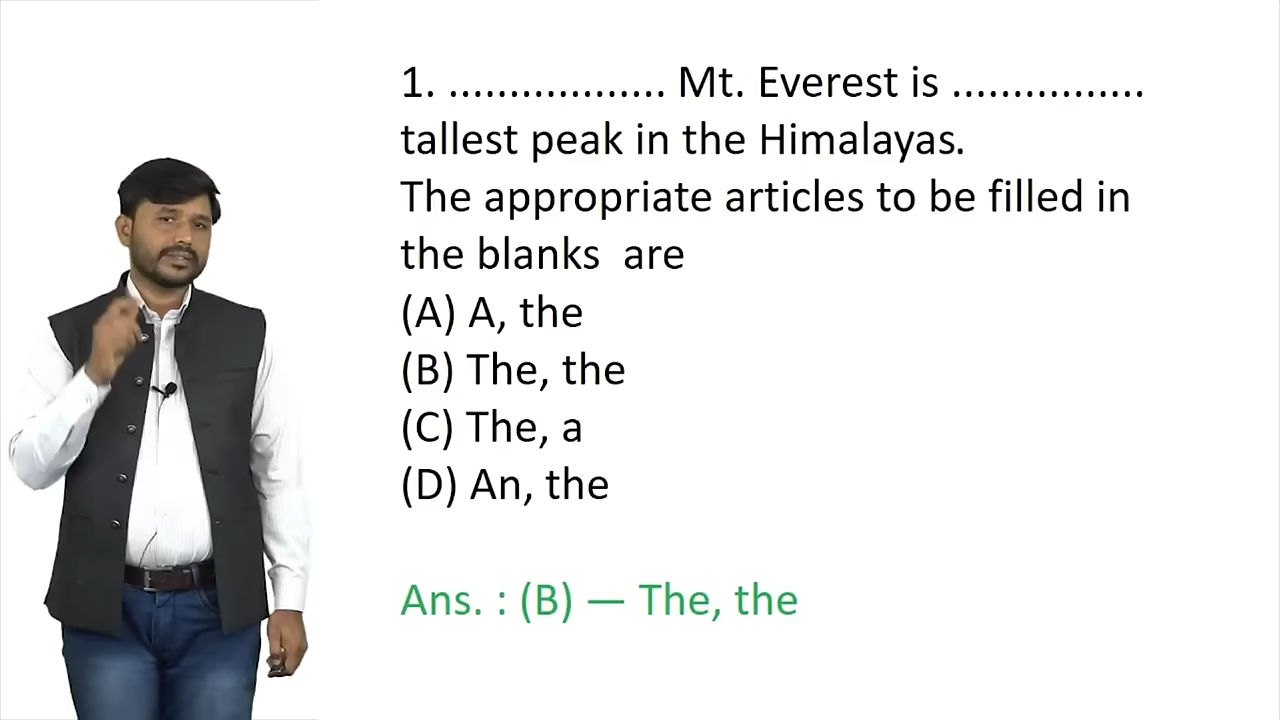 1. .................. Mt. Everest is ................
tallest peak in the Himalayas.
The appropriate articles to be filled in
the blanks  are
(A) A, the
(B) The, the
(C) The, a
(D) An, the
Ans. : (B) — The, the